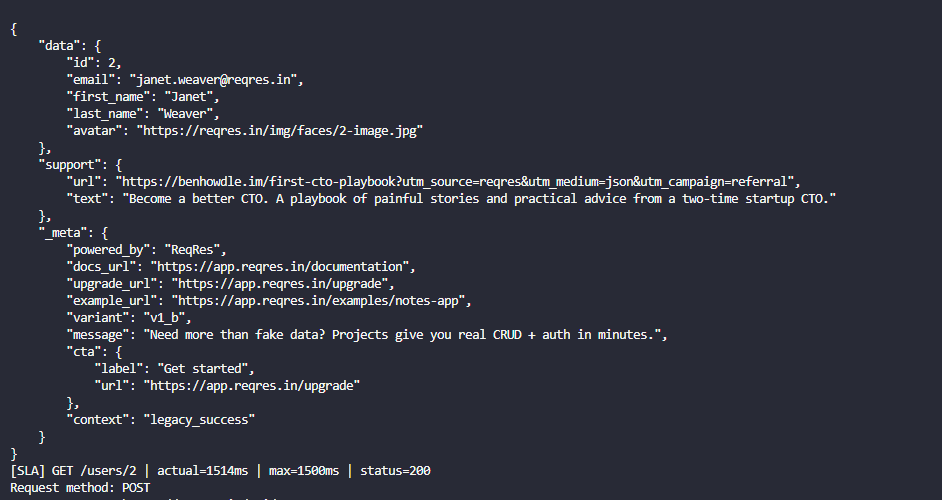 {
    "data": {
        "id": 2,
        "email": "janet.weaver@reqres.in",
        "first_name": "Janet",
        "last_name": "Weaver",
        "avatar": "https://reqres.in/img/faces/2-image.jpg"
    },
    "support": {
        "url": "https://benhowdle.im/first-cto-playbook?utm_source=reqres&utm_medium=json&utm_campaign=referral",
        "text": "Become a better CTO. A playbook of painful stories and practical advice from a two-time startup CTO."
    },
    "_meta": {
        "powered_by": "ReqRes",
        "docs_url": "https://app.reqres.in/documentation",
        "upgrade_url": "https://app.reqres.in/upgrade",
        "example_url": "https://app.reqres.in/examples/notes-app",
        "variant": "v1_b",
        "message": "Need more than fake data? Projects give you real CRUD + auth in minutes.",
        "cta": {
            "label": "Get started",
            "url": "https://app.reqres.in/upgrade"
        },
        "context": "legacy_success"
    }
}
[SLA] GET /users/2 | actual=1514ms | max=1500ms | status=200
Request method: POST